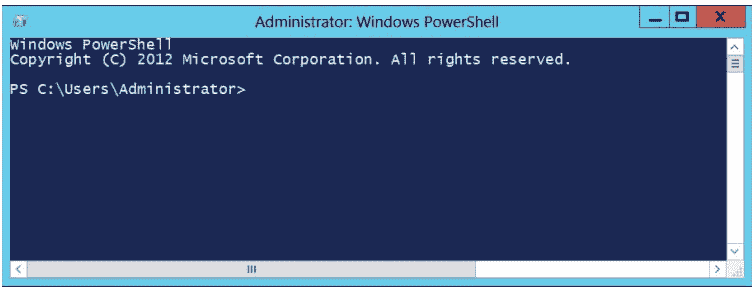 Administrator: Windows PowerShell
Windows PowerShell
Copyright (C) 2012 Microsoft Corporation. All rights reserved.
PS C:\Users\Administrator>